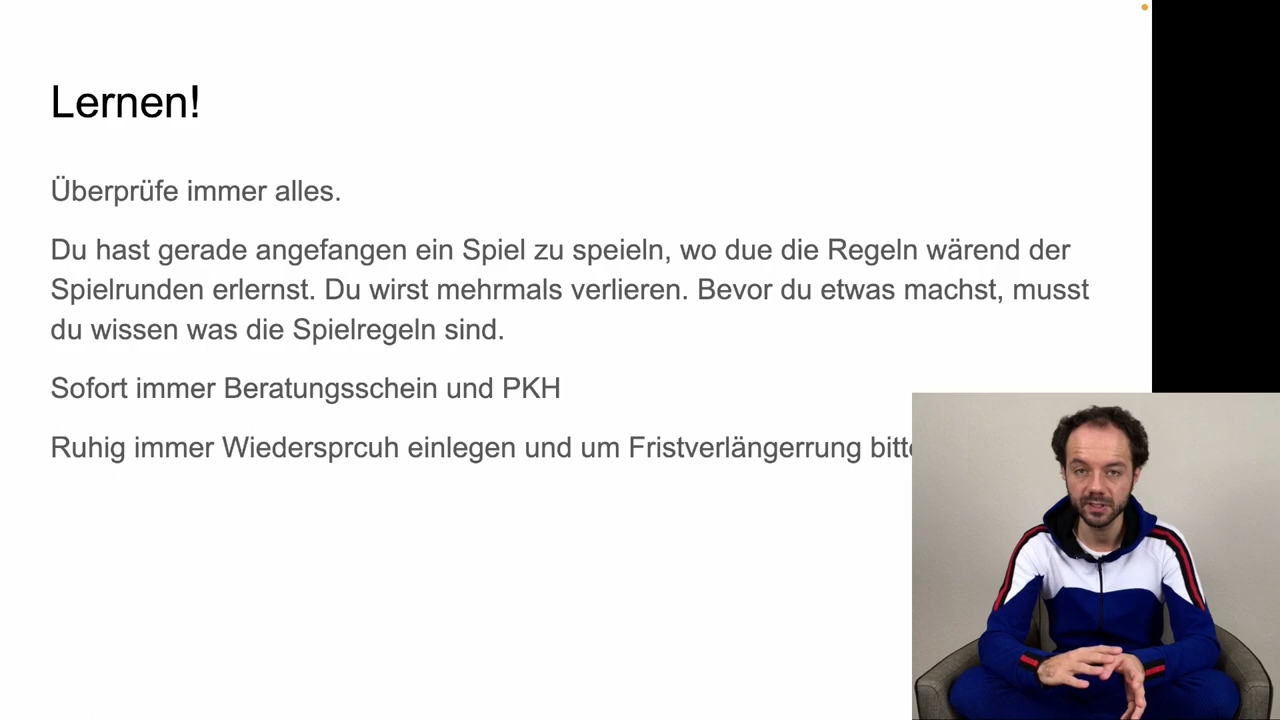 Lernen!
Überprüfe immer alles.
Du hast gerade angefangen ein Spiel zu speieln, wo due die Regeln wärend der
Spielrunden erlernst. Du wirst mehrmals verlieren. Bevor du etwas machst, musst
du wissen was die Spielregeln sind.
Sofort immer Beratungsschein und PKH
Ruhig immer Wiedersprcuh einlegen und um Fristverlängerrung